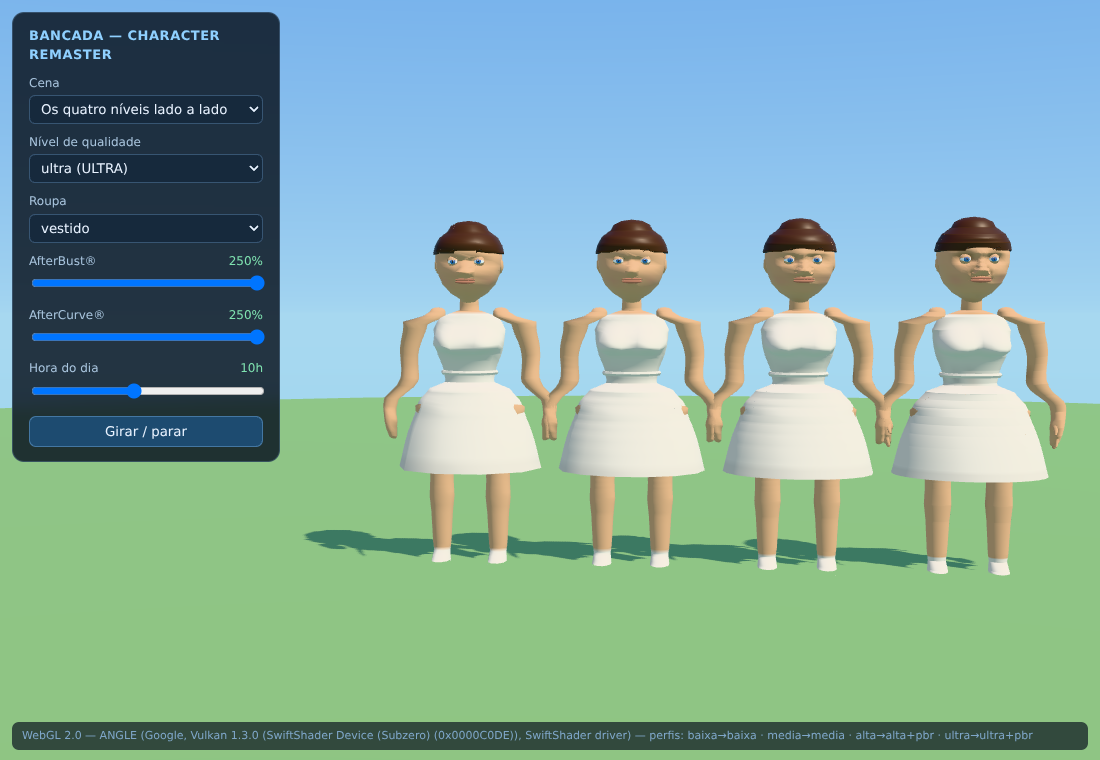 BANCADA — CHARACTER
REMASTER
Cena
Os quatro níveis lado a lado
Nível de qualidade
ultra (ULTRA)
Roupa
vestido
AfterBust® 250%
AfterCurve® 250%
Hora do dia 10h
Girar / parar
WebGL 2.0 — ANGLE (Google, Vulkan 1.3.0 (SwiftShader Device (Subzero) (0x0000C0DE)), SwiftShader driver) — perfis: baixa→baixa · media→media · alta→alta+pbr · ultra→ultra+pbr